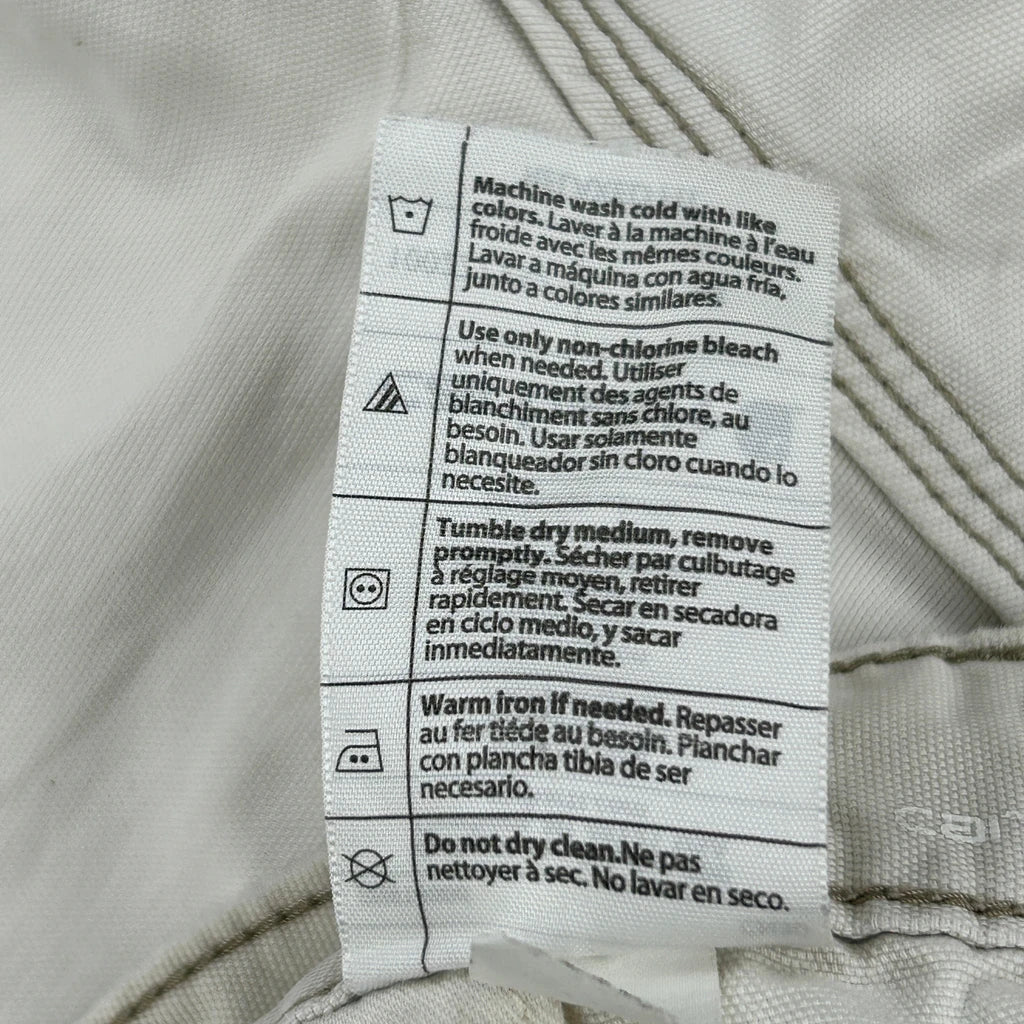 Machine wash cold with like
colors. Laver à la machine à l'eau
froide avec les mêmes couleurs.
Lavar a máquina con agua fría,
junto a colores similares.
Use only non-chlorine bleach
when needed. Utiliser
uniquement des agents de
blanchiment sans chlore, au
besoin. Usar solamente
blanqueador sin cloro cuando lo
necesite.
Tumble dry medium, remove
promptly. Sécher par culbutage
à réglage moyen, retirer
rapidement. Secar en secadora
en ciclo medio, y sacar
inmediatamente.
Warm iron if needed. Repasser
au fer tiède au besoin. Planchar
con plancha tibia de ser
necesario.
Do not dry clean.Ne pas
nettoyer à sec. No lavar en seco.